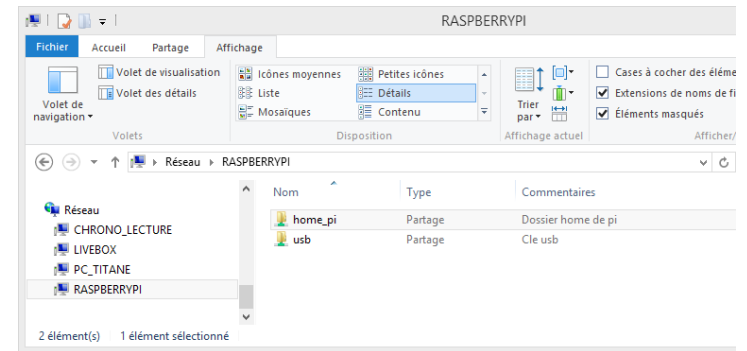 RASPBERRYPI
Fichier Accueil Partage Affichage
Volet de navigation
Volet de visualisation
Volet des détails
Volets
Icônes moyennes Petites icônes
Liste Détails
Mosaïques Contenu
Disposition
Trier par
Affichage actuel
Cases à cocher des éléme
Extensions de noms de fi
Éléments masqués
Afficher/
Réseau RASPBERRYPI
Nom Type Commentaires
Réseau
CHRONO_LECTURE
LIVEBOX
PC_TITANE
RASPBERRYPI
home_pi Partage Dossier home de pi
usb Partage Cle usb
2 élément(s) 1 élément sélectionné